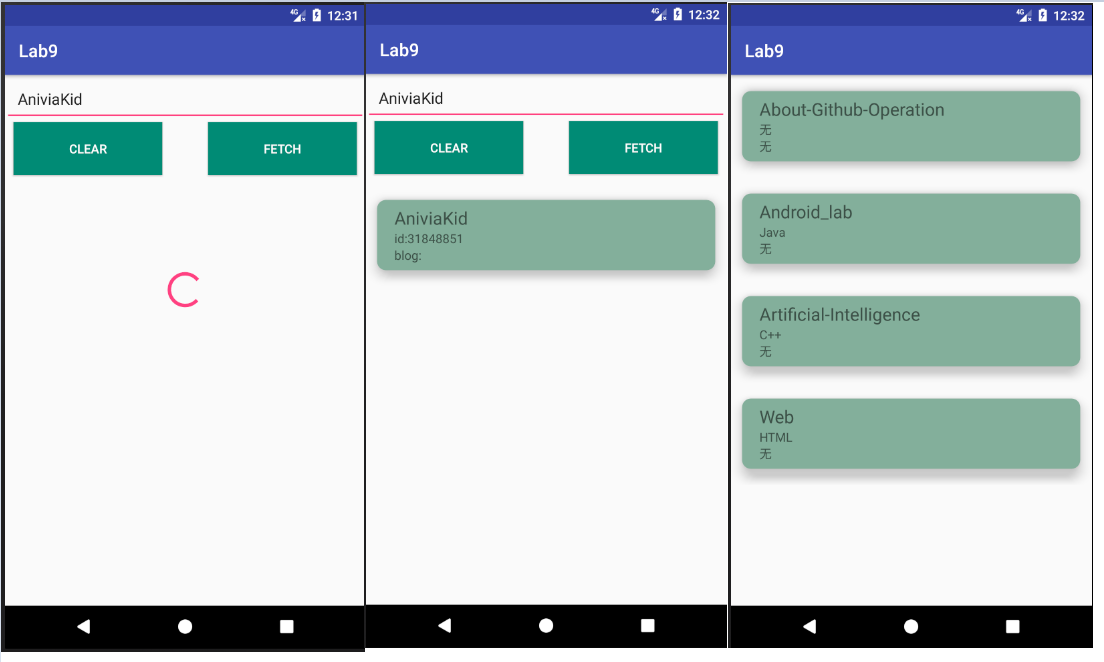 4G 12:31
Lab9
AniviaKid
CLEAR FETCH
4G 12:32
Lab9
AniviaKid
CLEAR FETCH
AniviaKid
id:31848851
blog:
4G 12:32
Lab9
About-Github-Operation
无
无
Android_lab
Java
无
Artificial-Intelligence
C++
无
Web
HTML
无